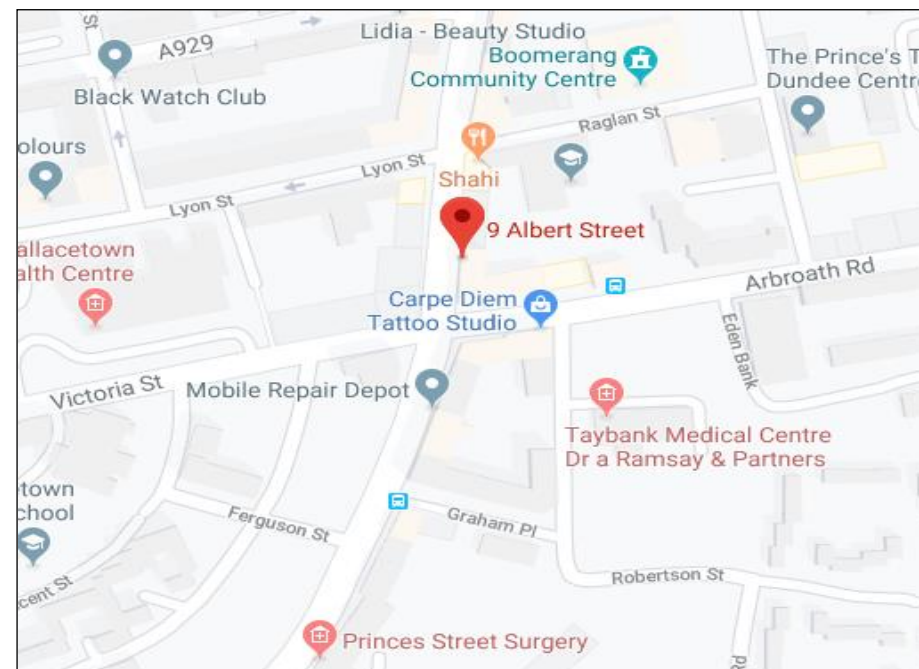 St
A929
Lidia - Beauty Studio
Boomerang
Community Centre
The Prince's T
Dundee Centre
Black Watch Club
Raglan St
olours
Lyon St
Shahi
Lyon St
9 Albert Street
allacetown
alth Centre
Arbroath Rd
Carpe Diem
Tattoo Studio
Eden Bank
Victoria St
Mobile Repair Depot
Taybank Medical Centre
Dr a Ramsay & Partners
etown
chool
Ferguson St
Graham Pl
Robertson St
cent St
Princes Street Surgery